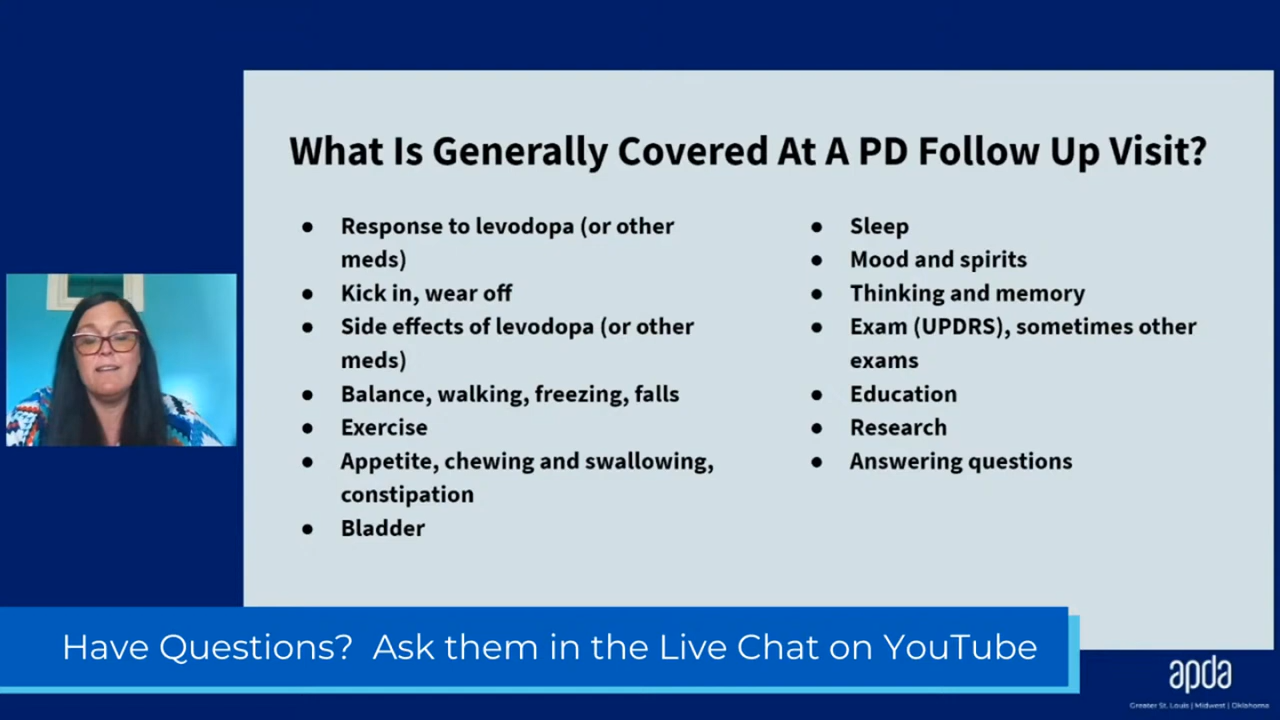 What Is Generally Covered At A PD Follow Up Visit?
● Response to levodopa (or other
meds)
● Kick in, wear off
● Side effects of levodopa (or other
meds)
● Balance, walking, freezing, falls
● Exercise
● Appetite, chewing and swallowing,
constipation
● Bladder
● Sleep
● Mood and spirits
● Thinking and memory
● Exam (UPDRS), sometimes other
exams
● Education
● Research
● Answering questions
Have Questions? Ask them in the Live Chat on YouTube
apda
Greater St. Louis | Midwest | Oklahoma